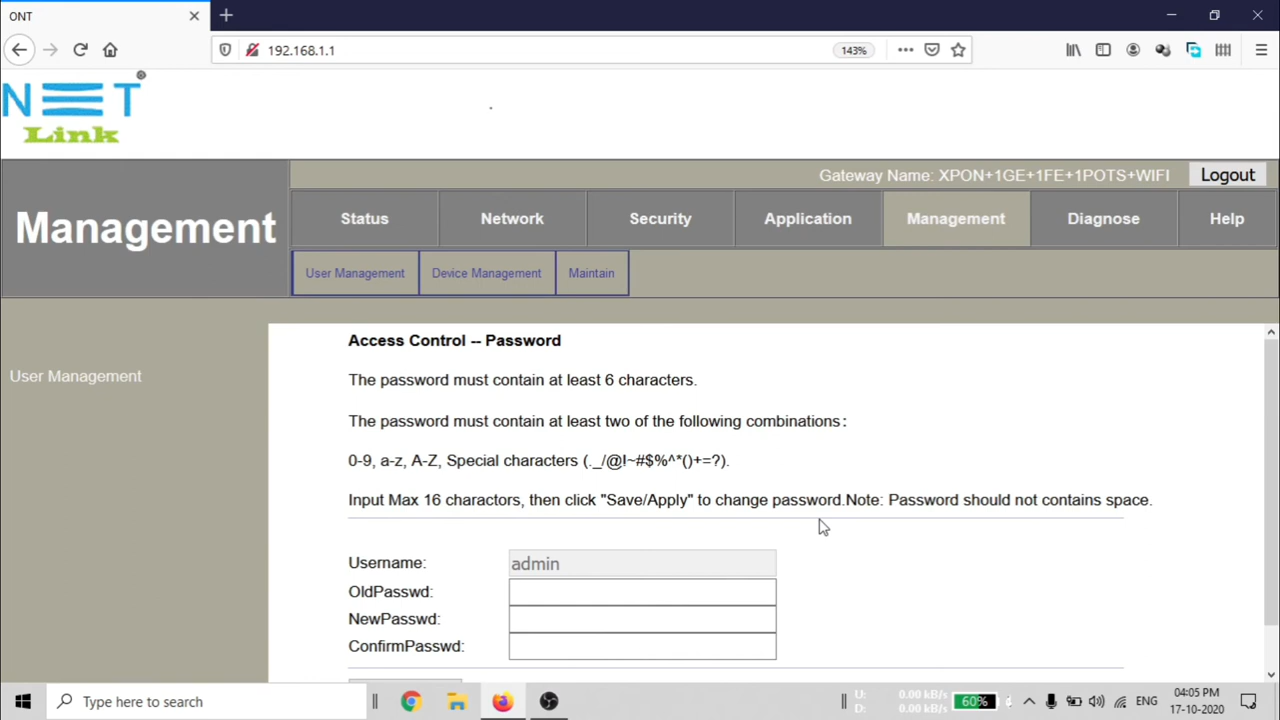 ONT
192.168.1.1
143%
NET
Link
Gateway Name: XPON+1GE+1FE+1POTS+WIFI
Logout
Management
Status
Network
Security
Application
Management
Diagnose
Help
User Management
Device Management
Maintain
User Management
Access Control -- Password
The password must contain at least 6 characters.
The password must contain at least two of the following combinations：
0-9, a-z, A-Z, Special characters (._/@!~#$%^*()+=?).
Input Max 16 charactors, then click "Save/Apply" to change password.Note: Password should not contains space.
Username:
admin
OldPasswd:
NewPasswd:
ConfirmPasswd:
Type here to search
U: 0.00 kB/s
D: 0.00 kB/s
60%
ENG
04:05 PM
17-10-2020